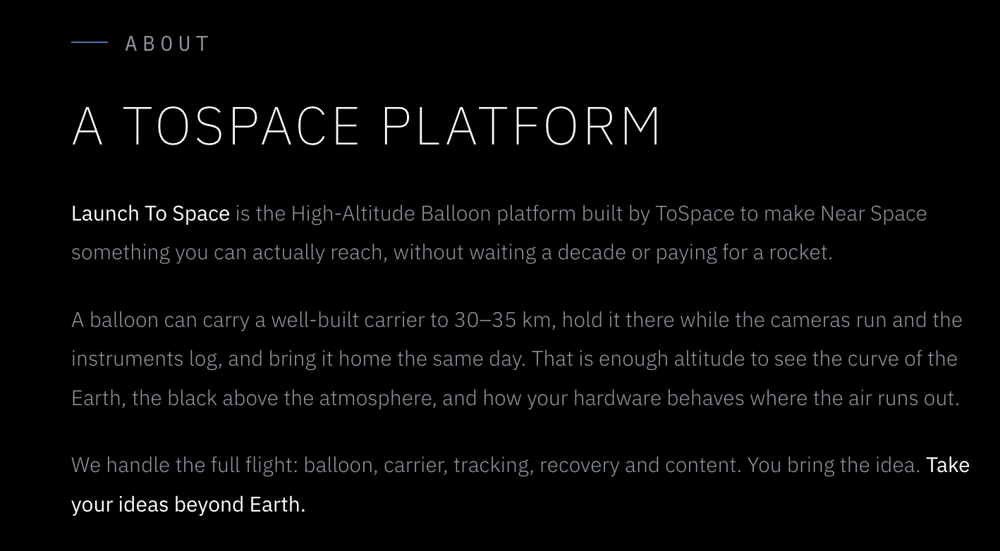 ABOUT
A TOSPACE PLATFORM
Launch To Space is the High-Altitude Balloon platform built by ToSpace to make Near Space
something you can actually reach, without waiting a decade or paying for a rocket.
A balloon can carry a well-built carrier to 30–35 km, hold it there while the cameras run and the
instruments log, and bring it home the same day. That is enough altitude to see the curve of the
Earth, the black above the atmosphere, and how your hardware behaves where the air runs out.
We handle the full flight: balloon, carrier, tracking, recovery and content. You bring the idea. Take
your ideas beyond Earth.